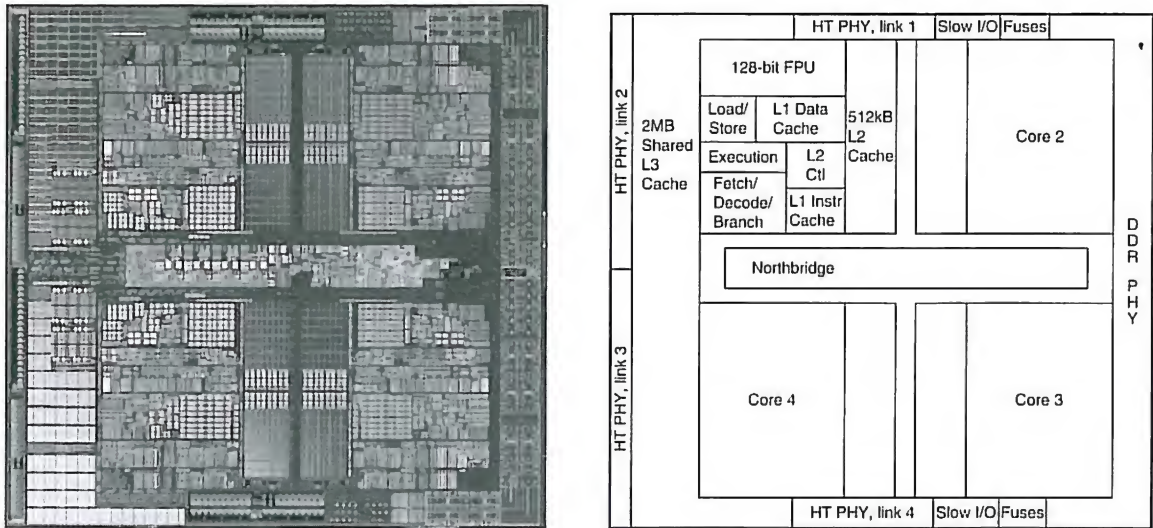 HT PHY, link 1
Slow I/O
Fuses
HT PHY, link 2
128-bit FPU
Load/
Store
L1 Data
Cache
2MB
Shared
L3
Cache
512kB
L2
Cache
Core 2
Execution
L2
Ctl
Fetch/
Decode/
Branch
L1 Instr
Cache
Northbridge
DDR PHY
HT PHY, link 3
Core 4
Core 3
HT PHY, link 4
Slow I/O
Fuses